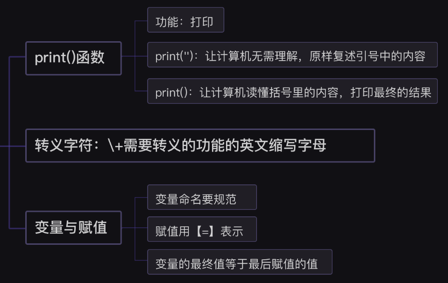 功能：打印
print()函数
print('')：让计算机无需理解，原样复述引号中的内容
print()：让计算机读懂括号里的内容，打印最终的结果
转义字符：\+需要转义的功能的英文缩写字母
变量命名要规范
变量与赋值
赋值用【=】表示
变量的最终值等于最后赋值的值